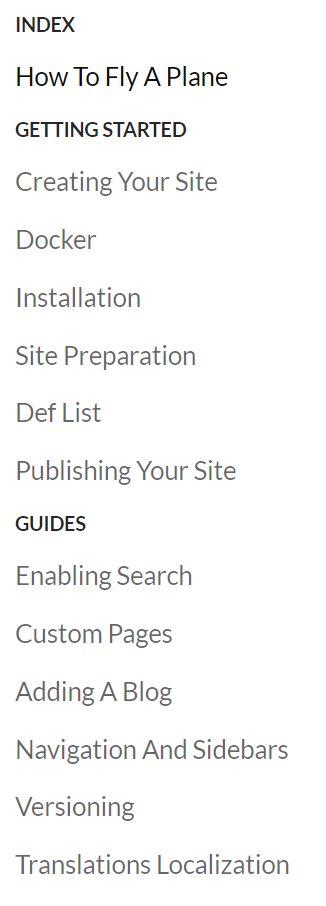 INDEX
How To Fly A Plane
GETTING STARTED
Creating Your Site
Docker
Installation
Site Preparation
Def List
Publishing Your Site
GUIDES
Enabling Search
Custom Pages
Adding A Blog
Navigation And Sidebars
Versioning
Translations Localization